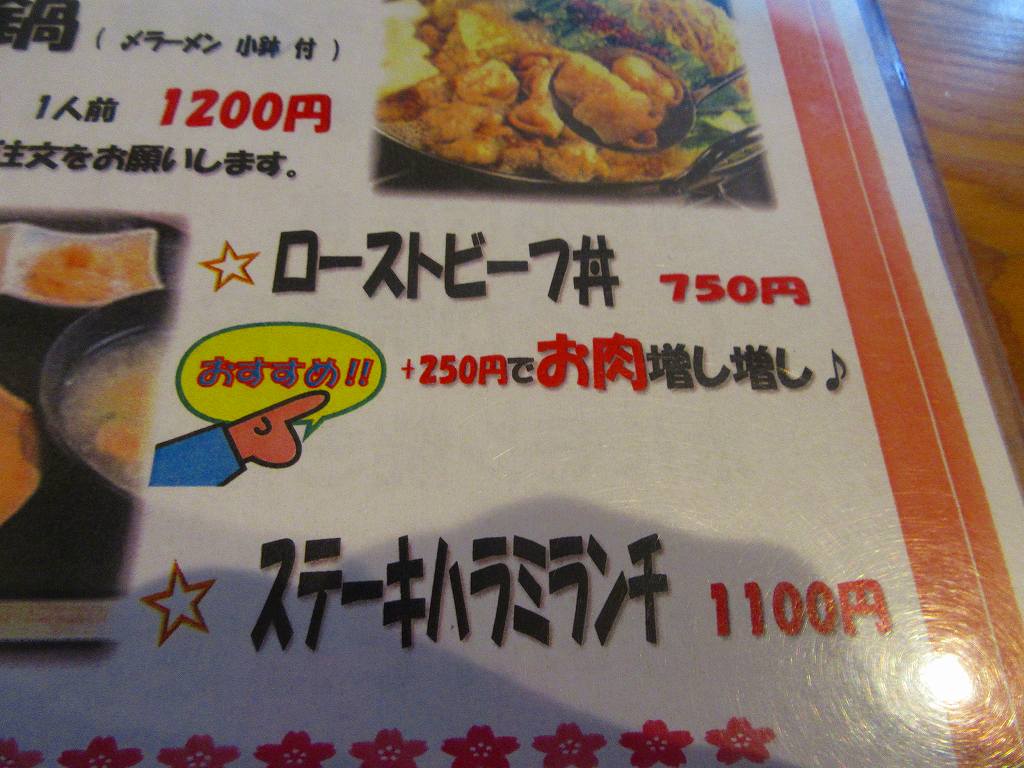 鍋 ( 〆ラーメン 小鉢 付 )
1人前 1200円
注文をお願いします。
☆ ローストビーフ丼 750円
おすすめ!! +250円でお肉増し増し♪
☆ ステーキハラミランチ 1100円